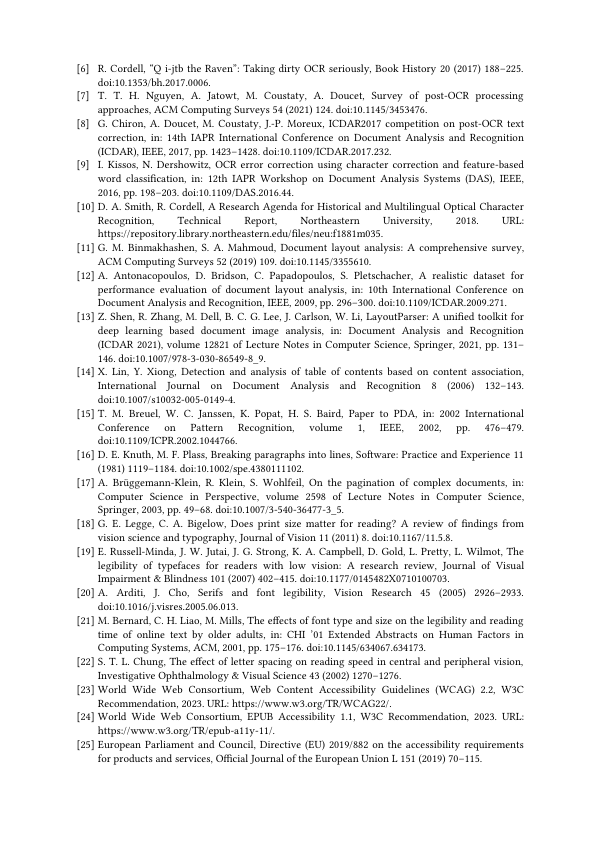 [6] R. Cordell, "Q i-jtb the Raven": Taking dirty OCR seriously, Book History 20 (2017) 188–225.
doi:10.1353/bh.2017.0006.
[7] T. T. H. Nguyen, A. Jatowt, M. Coustaty, A. Doucet, Survey of post-OCR processing
approaches, ACM Computing Surveys 54 (2021) 124. doi:10.1145/3453476.
[8] G. Chiron, A. Doucet, M. Coustaty, J.-P. Moreux, ICDAR2017 competition on post-OCR text
correction, in: 14th IAPR International Conference on Document Analysis and Recognition
(ICDAR), IEEE, 2017, pp. 1423–1428. doi:10.1109/ICDAR.2017.232.
[9] I. Kissos, N. Dershowitz, OCR error correction using character correction and feature-based
word classification, in: 12th IAPR Workshop on Document Analysis Systems (DAS), IEEE,
2016, pp. 198–203. doi:10.1109/DAS.2016.44.
[10] D. A. Smith, R. Cordell, A Research Agenda for Historical and Multilingual Optical Character
Recognition, Technical Report, Northeastern University, 2018. URL:
https://repository.library.northeastern.edu/files/neu:f1881m035.
[11] G. M. Binmakhashen, S. A. Mahmoud, Document layout analysis: A comprehensive survey,
ACM Computing Surveys 52 (2019) 109. doi:10.1145/3355610.
[12] A. Antonacopoulos, D. Bridson, C. Papadopoulos, S. Pletschacher, A realistic dataset for
performance evaluation of document layout analysis, in: 10th International Conference on
Document Analysis and Recognition, IEEE, 2009, pp. 296–300. doi:10.1109/ICDAR.2009.271.
[13] Z. Shen, R. Zhang, M. Dell, B. C. G. Lee, J. Carlson, W. Li, LayoutParser: A unified toolkit for
deep learning based document image analysis, in: Document Analysis and Recognition
(ICDAR 2021), volume 12821 of Lecture Notes in Computer Science, Springer, 2021, pp. 131–
146. doi:10.1007/978-3-030-86549-8_9.
[14] X. Lin, Y. Xiong, Detection and analysis of table of contents based on content association,
International Journal on Document Analysis and Recognition 8 (2006) 132–143.
doi:10.1007/s10032-005-0149-4.
[15] T. M. Breuel, W. C. Janssen, K. Popat, H. S. Baird, Paper to PDA, in: 2002 International
Conference on Pattern Recognition, volume 1, IEEE, 2002, pp. 476–479.
doi:10.1109/ICPR.2002.1044766.
[16] D. E. Knuth, M. F. Plass, Breaking paragraphs into lines, Software: Practice and Experience 11
(1981) 1119–1184. doi:10.1002/spe.4380111102.
[17] A. Brüggemann-Klein, R. Klein, S. Wohlfeil, On the pagination of complex documents, in:
Computer Science in Perspective, volume 2598 of Lecture Notes in Computer Science,
Springer, 2003, pp. 49–68. doi:10.1007/3-540-36477-3_5.
[18] G. E. Legge, C. A. Bigelow, Does print size matter for reading? A review of findings from
vision science and typography, Journal of Vision 11 (2011) 8. doi:10.1167/11.5.8.
[19] E. Russell-Minda, J. W. Jutai, J. G. Strong, K. A. Campbell, D. Gold, L. Pretty, L. Wilmot, The
legibility of typefaces for readers with low vision: A research review, Journal of Visual
Impairment & Blindness 101 (2007) 402–415. doi:10.1177/0145482X0710100703.
[20] A. Arditi, J. Cho, Serifs and font legibility, Vision Research 45 (2005) 2926–2933.
doi:10.1016/j.visres.2005.06.013.
[21] M. Bernard, C. H. Liao, M. Mills, The effects of font type and size on the legibility and reading
time of online text by older adults, in: CHI '01 Extended Abstracts on Human Factors in
Computing Systems, ACM, 2001, pp. 175–176. doi:10.1145/634067.634173.
[22] S. T. L. Chung, The effect of letter spacing on reading speed in central and peripheral vision,
Investigative Ophthalmology & Visual Science 43 (2002) 1270–1276.
[23] World Wide Web Consortium, Web Content Accessibility Guidelines (WCAG) 2.2, W3C
Recommendation, 2023. URL: https://www.w3.org/TR/WCAG22/.
[24] World Wide Web Consortium, EPUB Accessibility 1.1, W3C Recommendation, 2023. URL:
https://www.w3.org/TR/epub-a11y-11/.
[25] European Parliament and Council, Directive (EU) 2019/882 on the accessibility requirements
for products and services, Official Journal of the European Union L 151 (2019) 70–115.